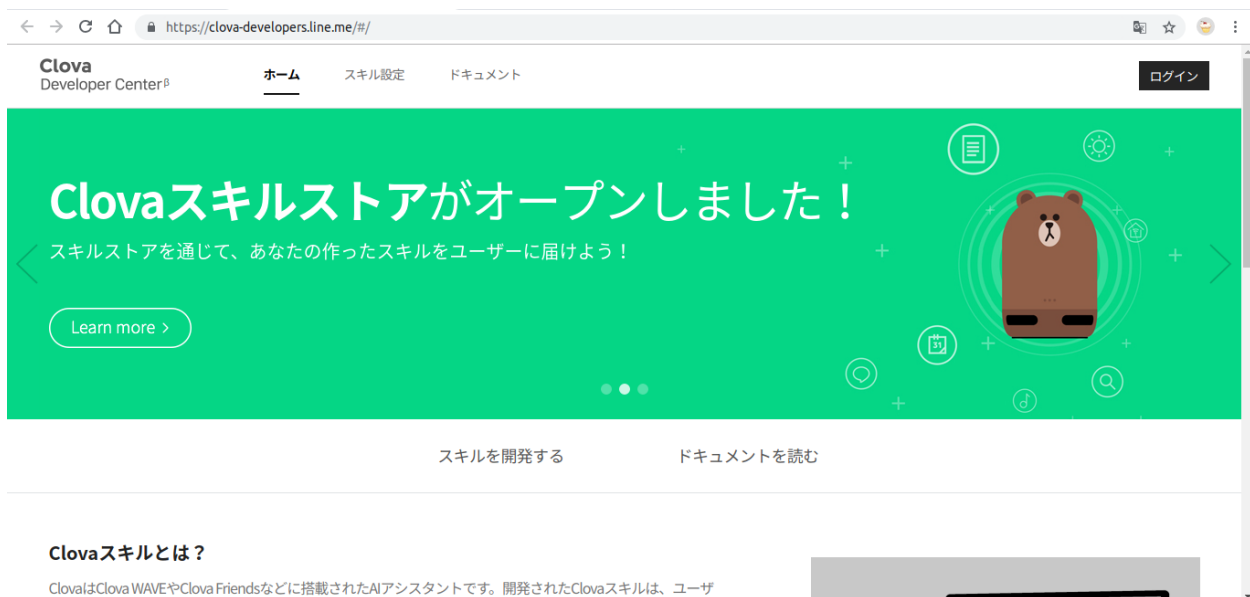 https://clova-developers.line.me/#/
Clova
Developer Centerβ
ホーム
スキル設定
ドキュメント
ログイン
Clovaスキルストアがオープンしました！
スキルストアを通じて、あなたの作ったスキルをユーザーに届けよう！
Learn more >
31
スキルを開発する
ドキュメントを読む
Clovaスキルとは？
ClovaはClova WAVEやClova Friendsなどに搭載されたAIアシスタントです。開発されたClovaスキルは、ユーザ